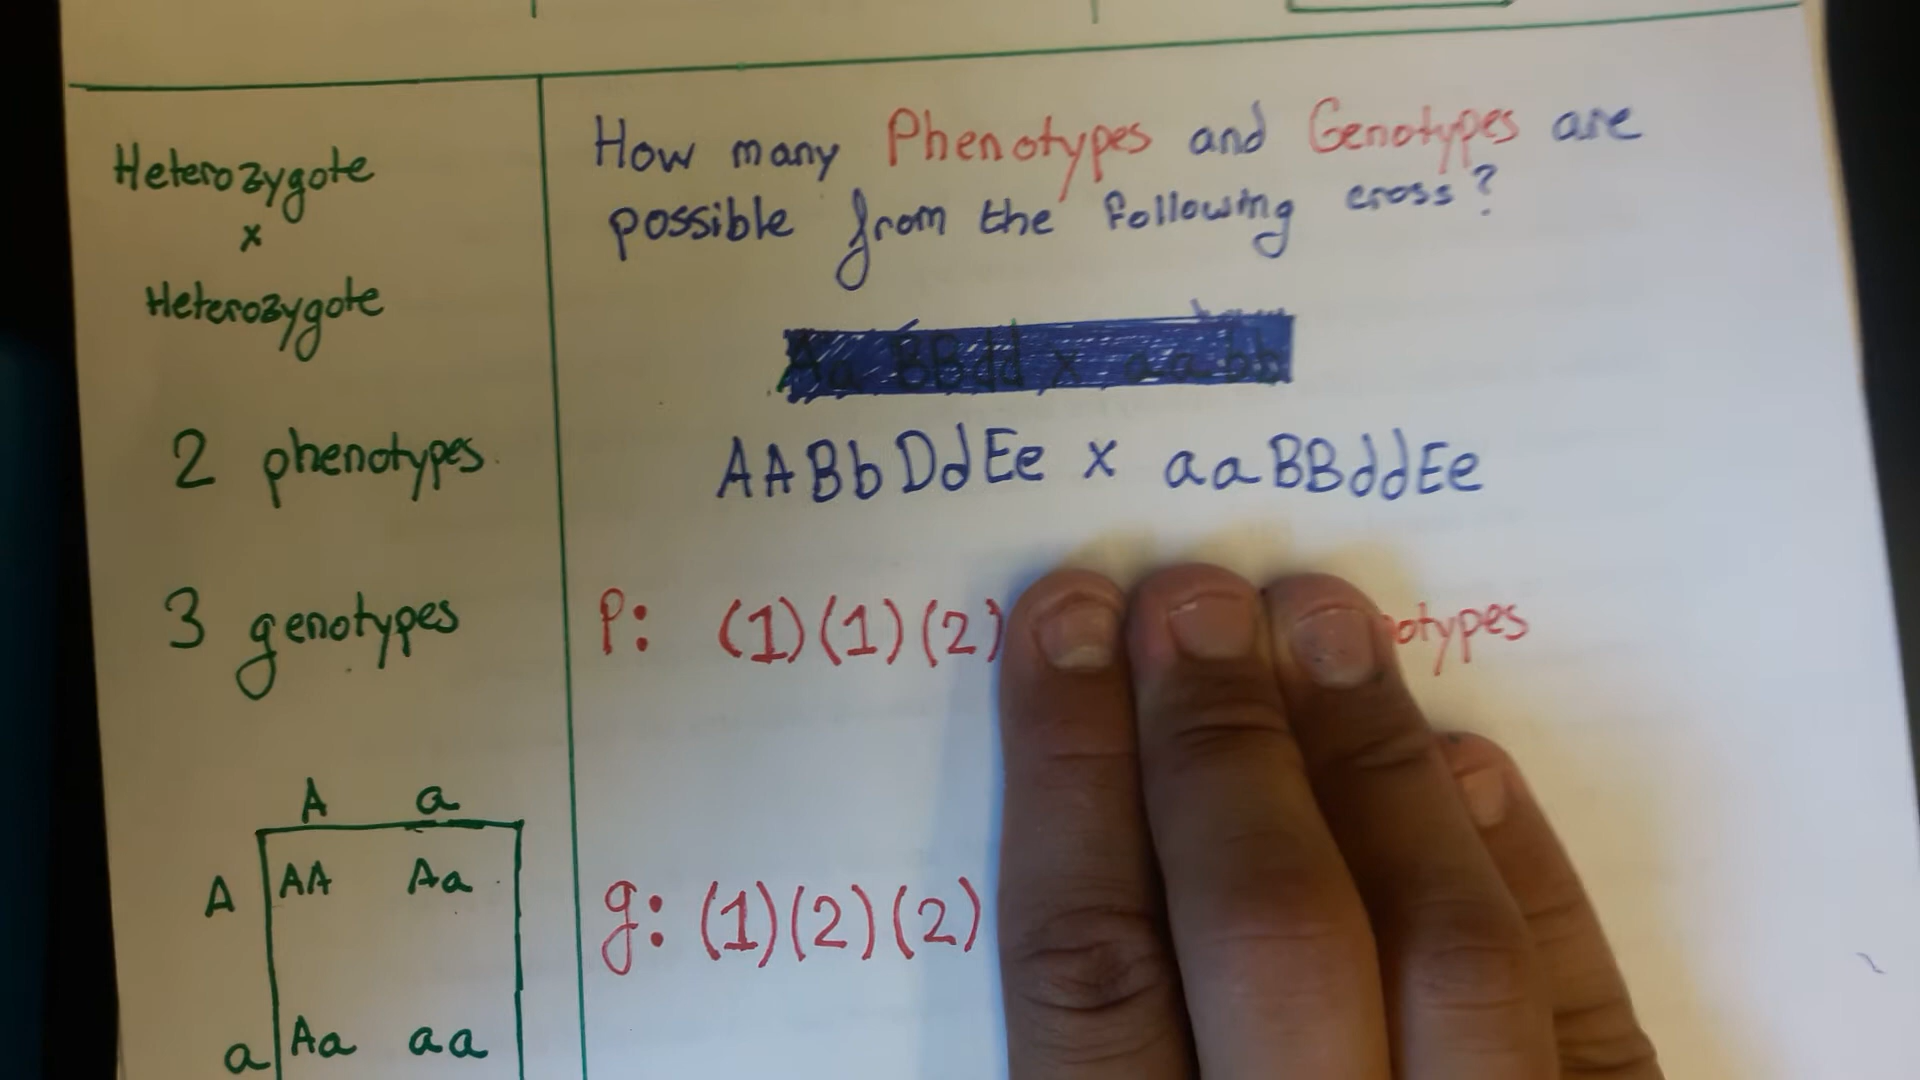 Heterozygote
x
Heterozygote
2 phenotypes
3 genotypes
A a
A AA Aa
a Aa aa
How many Phenotypes and Genotypes are
possible from the following cross?
AABbDdEe x aaBBddEe
P: (1)(1)(2) otypes
g: (1)(2)(2)